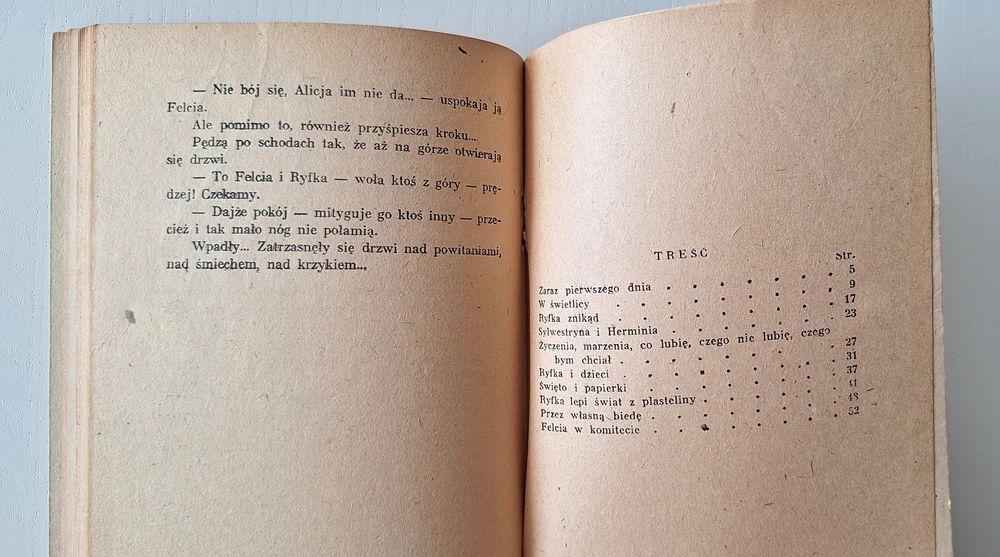 — Nie bój się, Alicja im nie da... — uspokaja ją
Felcia.
Ale pomimo to, również przyśpiesza kroku...
Pędzą po schodach tak, że aż na górze otwierają
się drzwi.
— To Felcia i Ryfka — woła ktoś z góry — prę-
dzej! Czekamy.
— Dajże pokój — mityguje go ktoś inny — prze-
cież i tak mało nóg nie połamią.
Wpadły... Zatrzasnęły się drzwi nad powitaniami,
nad śmiechem, nad krzykiem...
TREŚĆ
Str.
Zaraz pierwszego dnia . . . . . . 5
W świetlicy . . . . . . . 9
Ryfka znikąd . . . . . . . 17
Sylwestryna i Herminia . . . . . . 23
Życzenia, marzenia, co lubię, czego nie lubię, czego
bym chciał . . . . . . . 27
Ryfka i dzieci . . . . . . . 31
Święto i papierki . . . . . . 37
Ryfka lepi świat z plasteliny . . . . . 41
Przez własną biedę . . . . . . 48
Felcia w komitecie . . . . . . 52